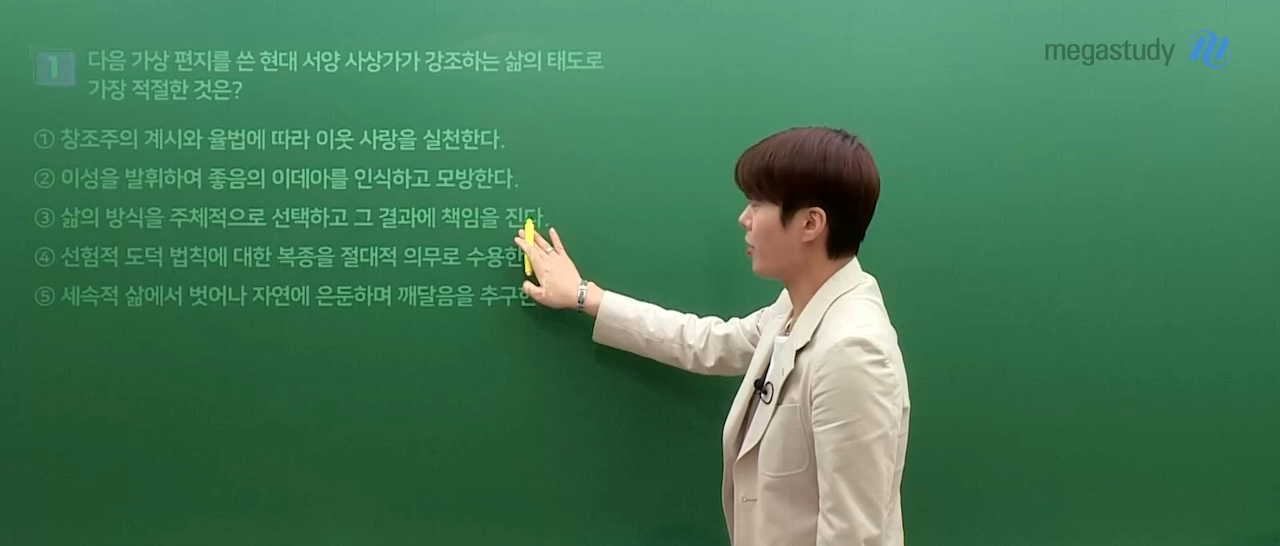 megastudy
1 다음 가상 편지를 쓴 현대 서양 사상가가 강조하는 삶의 태도로
가장 적절한 것은?
① 창조주의 계시와 율법에 따라 이웃 사랑을 실천한다.
② 이성을 발휘하여 좋음의 이데아를 인식하고 모방한다.
③ 삶의 방식을 주체적으로 선택하고 그 결과에 책임을 진다.
④ 선험적 도덕 법칙에 대한 복종을 절대적 의무로 수용한
⑤ 세속적 삶에서 벗어나 자연에 은둔하며 깨달음을 추구한